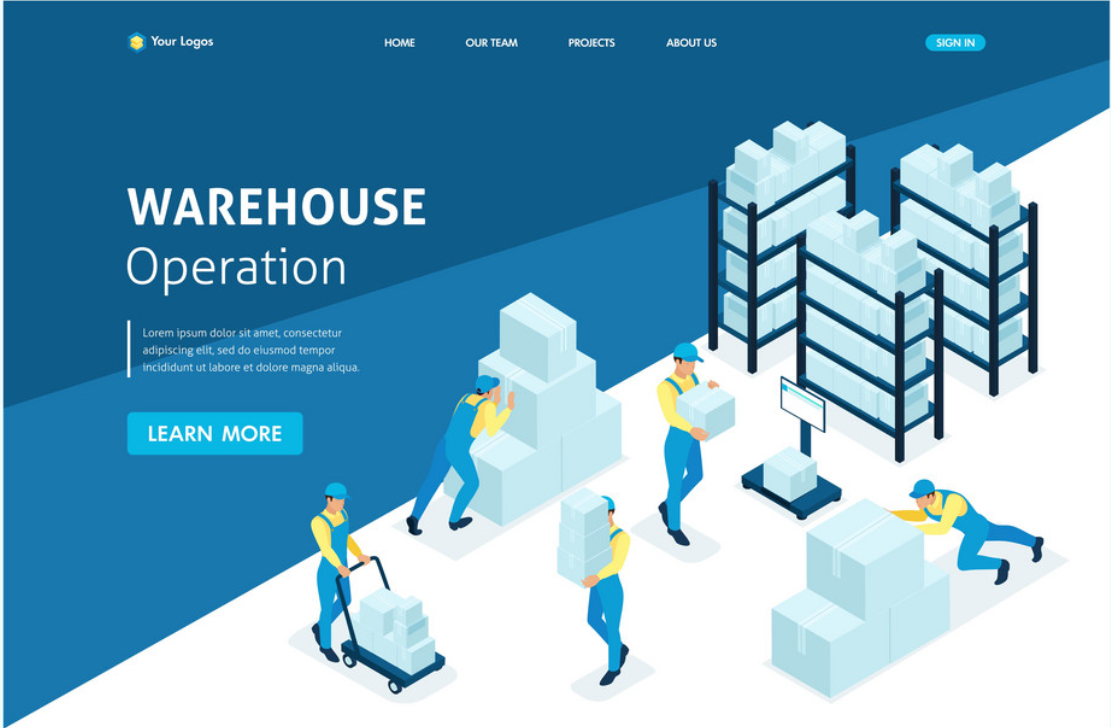 Your Logos
HOME
OUR TEAM
PROJECTS
ABOUT US
SIGN IN
WAREHOUSE
Operation
Lorem ipsum dolor sit amet, consectetur
adipiscing elit, sed do eiusmod tempor
incididunt ut labore et dolore magna aliqua.
LEARN MORE